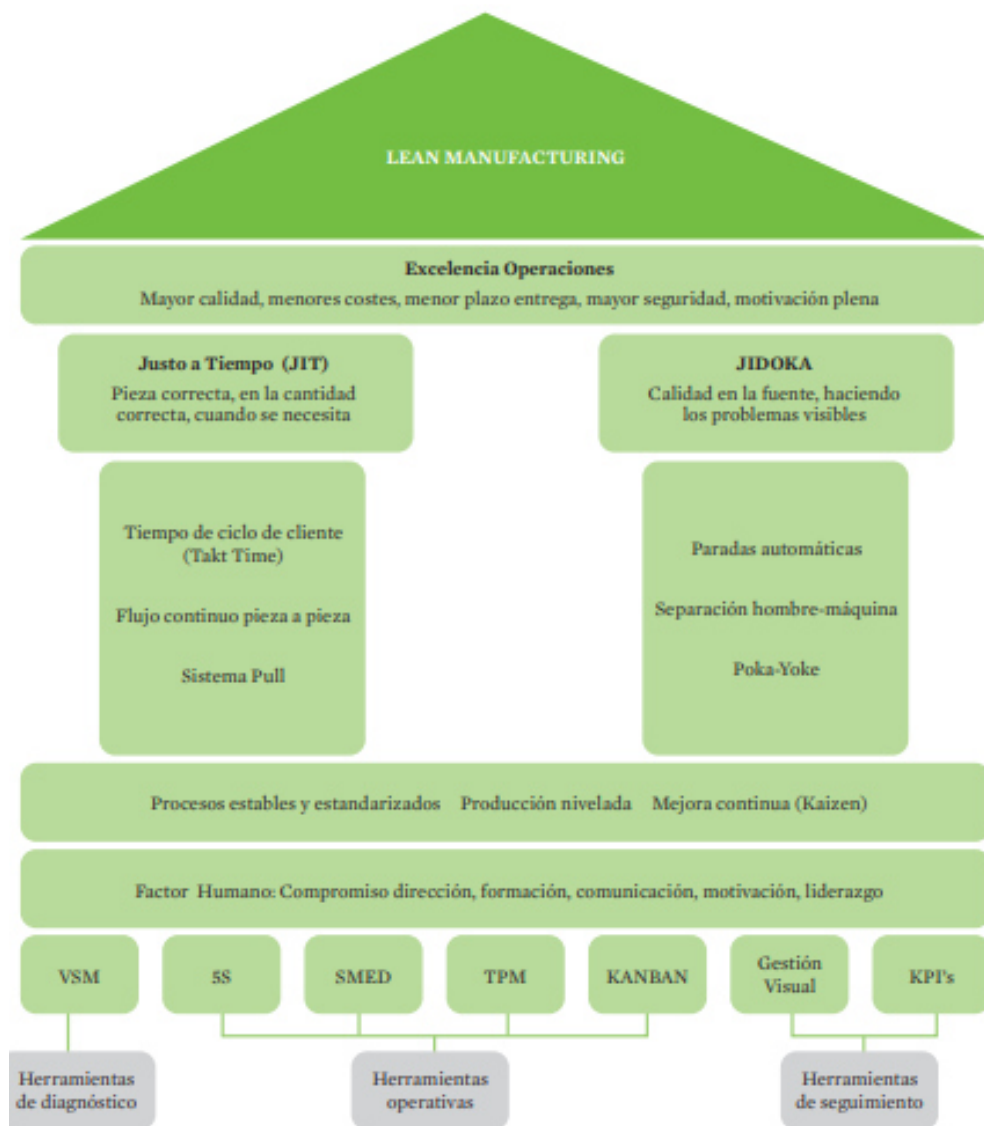 LEAN MANUFACTURING
Excelencia Operaciones
Mayor calidad, menores costes, menor plazo entrega, mayor seguridad, motivación plena
Justo a Tiempo (JIT)
Pieza correcta, en la cantidad
correcta, cuando se necesita
JIDOKA
Calidad en la fuente, haciendo
los problemas visibles
Tiempo de ciclo de cliente
(Takt Time)
Flujo continuo pieza a pieza
Sistema Pull
Paradas automáticas
Separación hombre-máquina
Poka-Yoke
Procesos estables y estandarizados Producción nivelada Mejora continua (Kaizen)
Factor Humano: Compromiso dirección, formación, comunicación, motivación, liderazgo
VSM
5S
SMED
TPM
KANBAN
Gestión
Visual
KPI's
Herramientas
de diagnóstico
Herramientas
operativas
Herramientas
de seguimiento